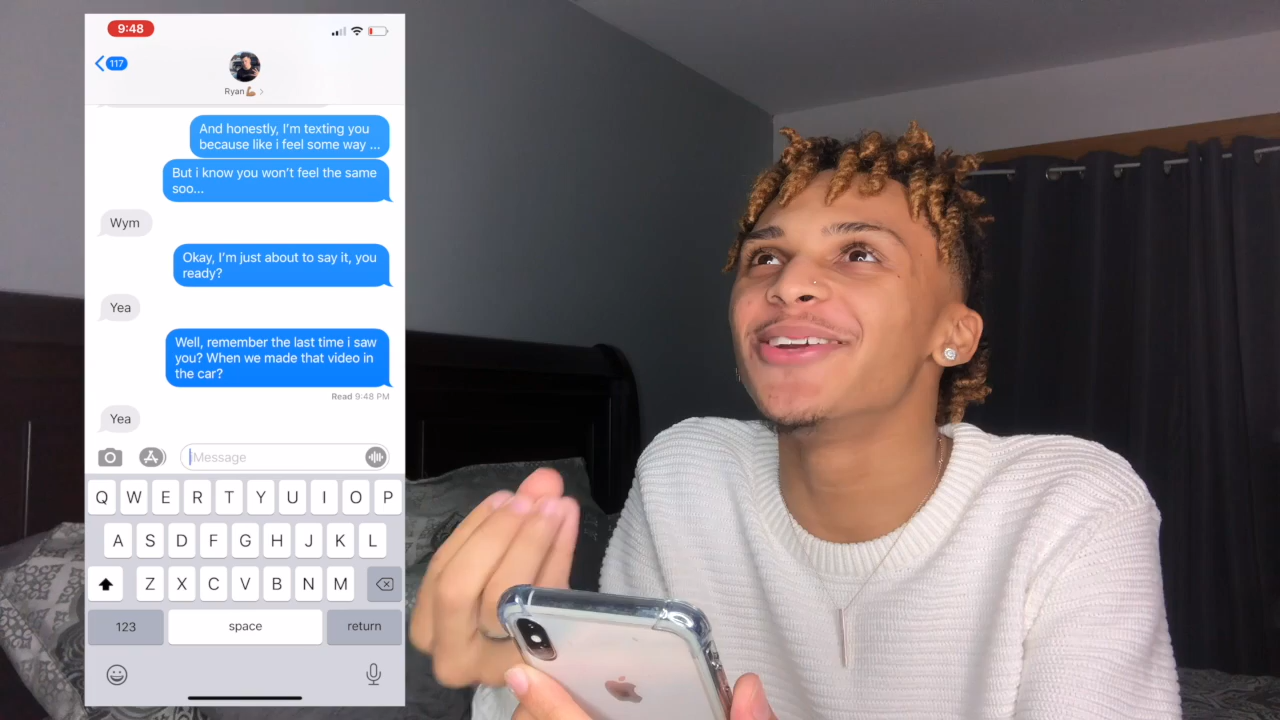 9:48
117
Ryan💪🏽 >
And honestly, I'm texting you
because like i feel some way ...
But i know you won't feel the same
soo...
Wym
Okay, I'm just about to say it, you
ready?
Yea
Well, remember the last time i saw
you? When we made that video in
the car?
Read 9:48 PM
Yea
Message
Q W E R T Y U I O P
A S D F G H J K L
Z X C V B N M
123 space return